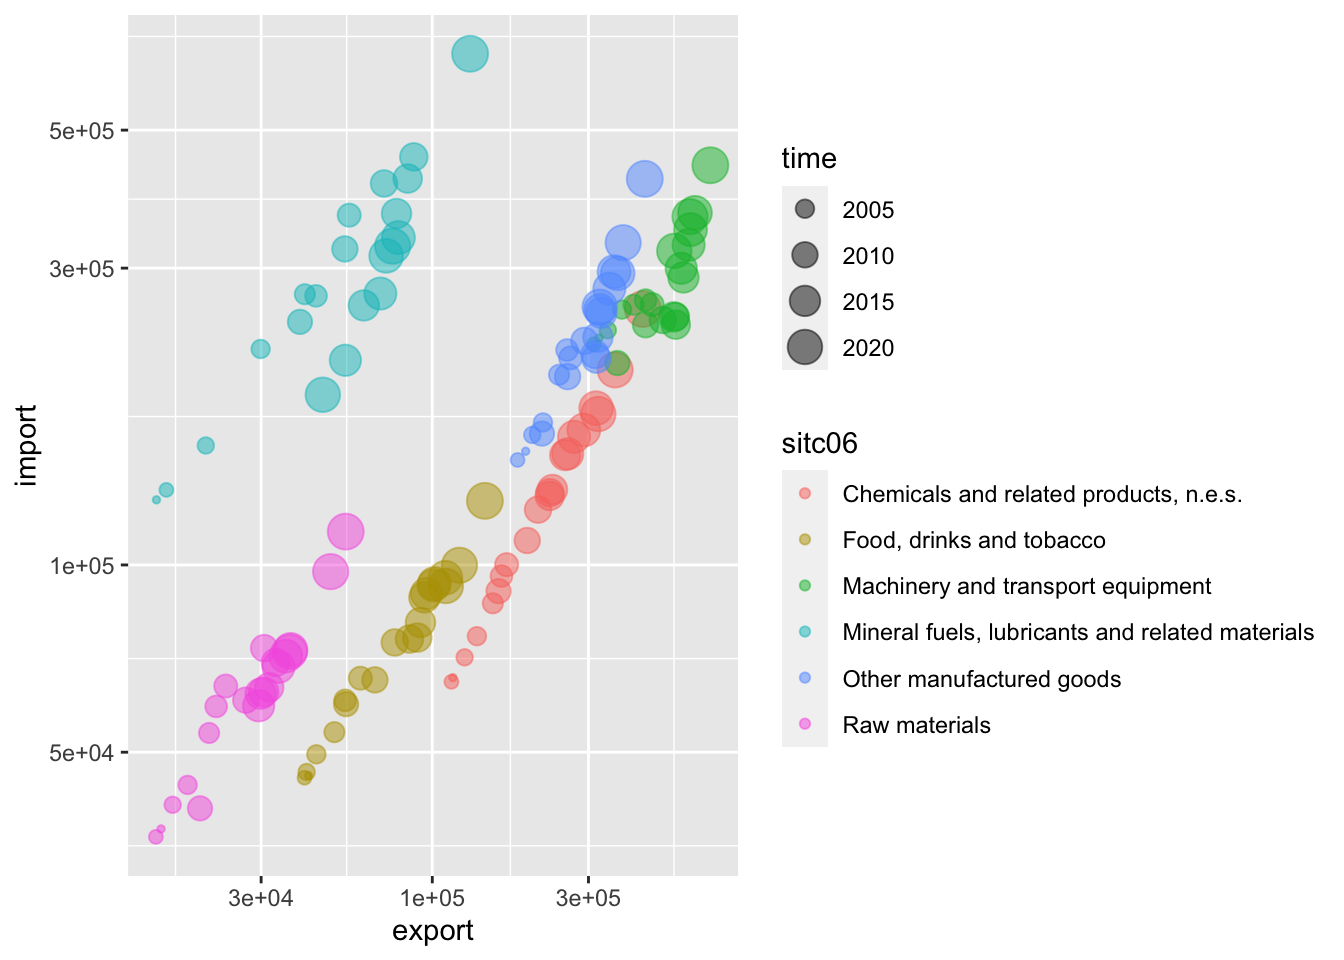 5e+05
3e+05
1e+05
5e+04
import
3e+04
1e+05
3e+05
export
time
2005
2010
2015
2020
sitc06
Chemicals and related products, n.e.s.
Food, drinks and tobacco
Machinery and transport equipment
Mineral fuels, lubricants and related materials
Other manufactured goods
Raw materials